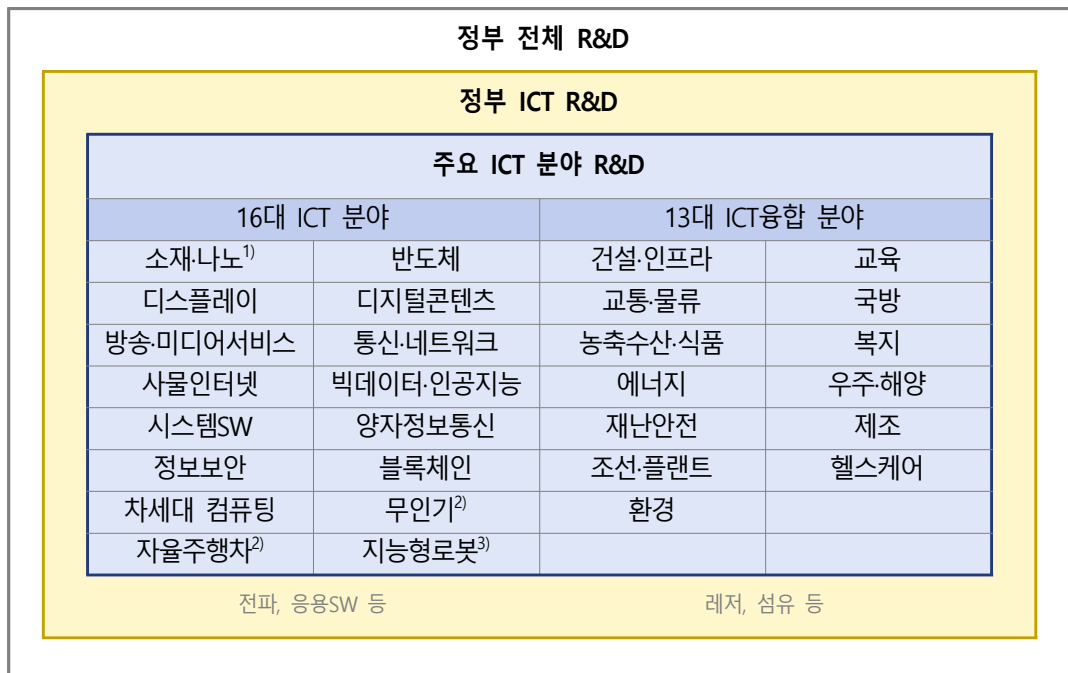 정부 전체 R&D
정부 ICT R&D
주요 ICT 분야 R&D
16대 ICT 분야 13대 ICT융합 분야
소재·나노1) 반도체 건설·인프라 교육
디스플레이 디지털콘텐츠 교통·물류 국방
방송·미디어서비스 통신·네트워크 농축수산·식품 복지
사물인터넷 빅데이터·인공지능 에너지 우주·해양
시스템SW 양자정보통신 재난안전 제조
정보보안 블록체인 조선·플랜트 헬스케어
차세대 컴퓨팅 무인기2) 환경
자율주행차2) 지능형로봇3)
전파, 응용SW 등 레저, 섬유 등